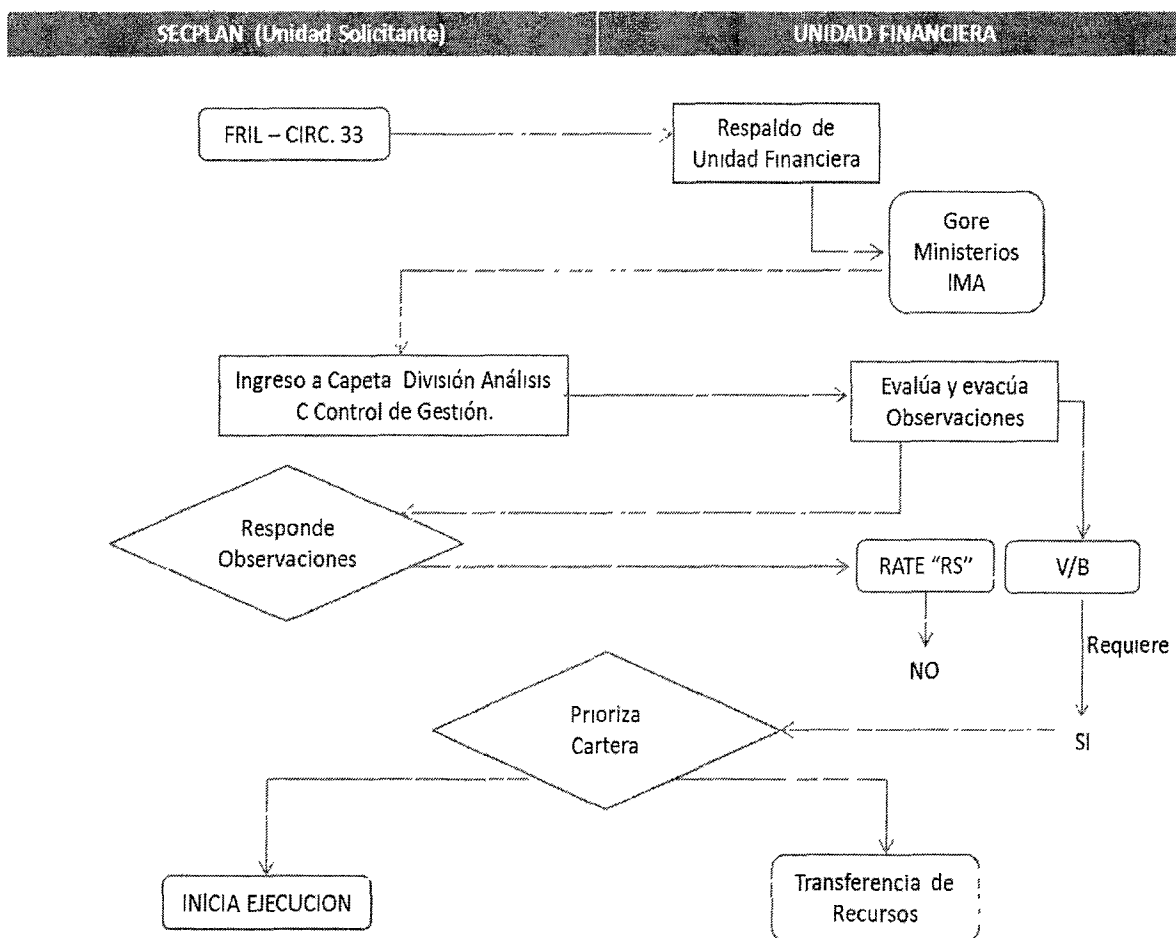 SECPLAN (Unidad Solicitante)
UNIDAD FINANCIERA
FRIL – CIRC. 33
Respaldo de
Unidad Financiera
Gore
Ministerios
IMA
Ingreso a Capeta División Análisis
C Control de Gestión.
Evalúa y evacúa
Observaciones
Responde
Observaciones
RATE “RS”
V/B
Requiere
NO
SI
Prioriza
Cartera
INICIA EJECUCION
Transferencia de
Recursos